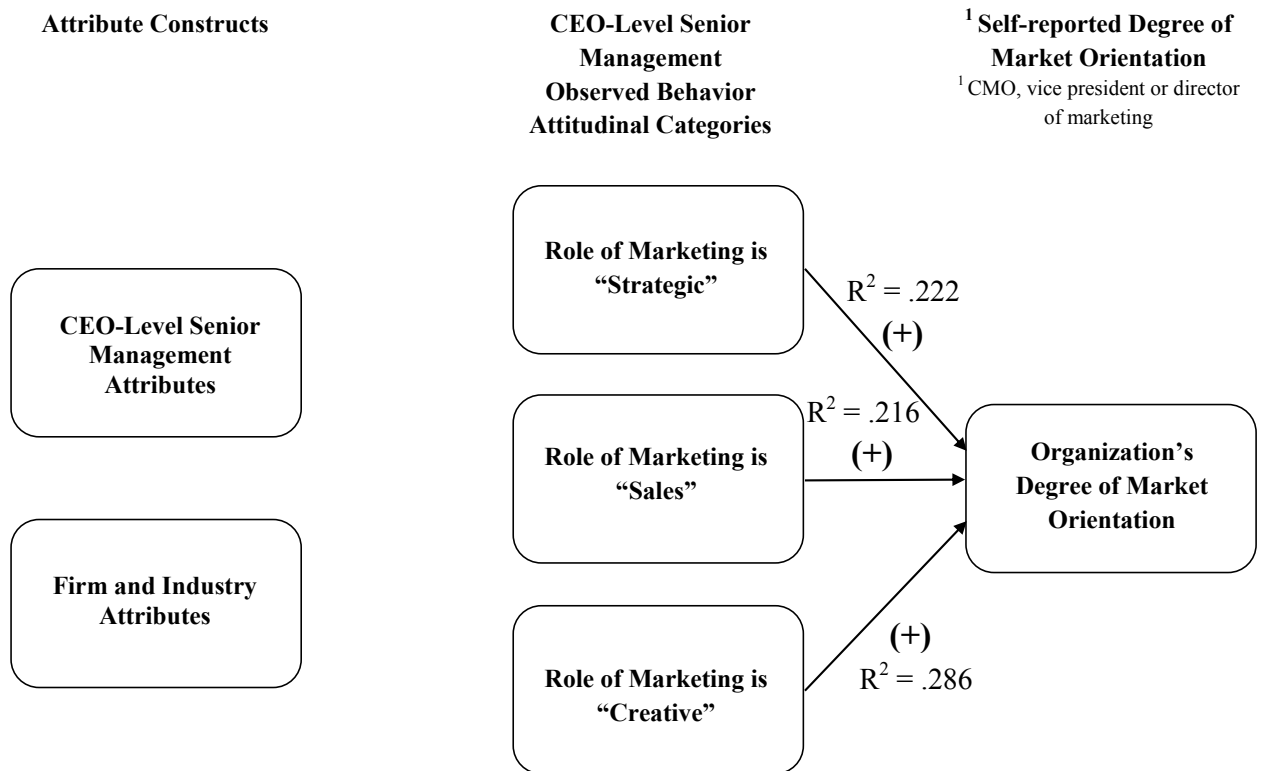 Attribute Constructs
CEO-Level Senior
Management
Observed Behavior
Attitudinal Categories
¹ Self-reported Degree of
Market Orientation
¹ CMO, vice president or director
of marketing
CEO-Level Senior
Management
Attributes
Firm and Industry
Attributes
Role of Marketing is
“Strategic”
Role of Marketing is
“Sales”
Role of Marketing is
“Creative”
R² = .222
(+)
R² = .216
(+)
(+)
R² = .286
Organization’s
Degree of Market
Orientation